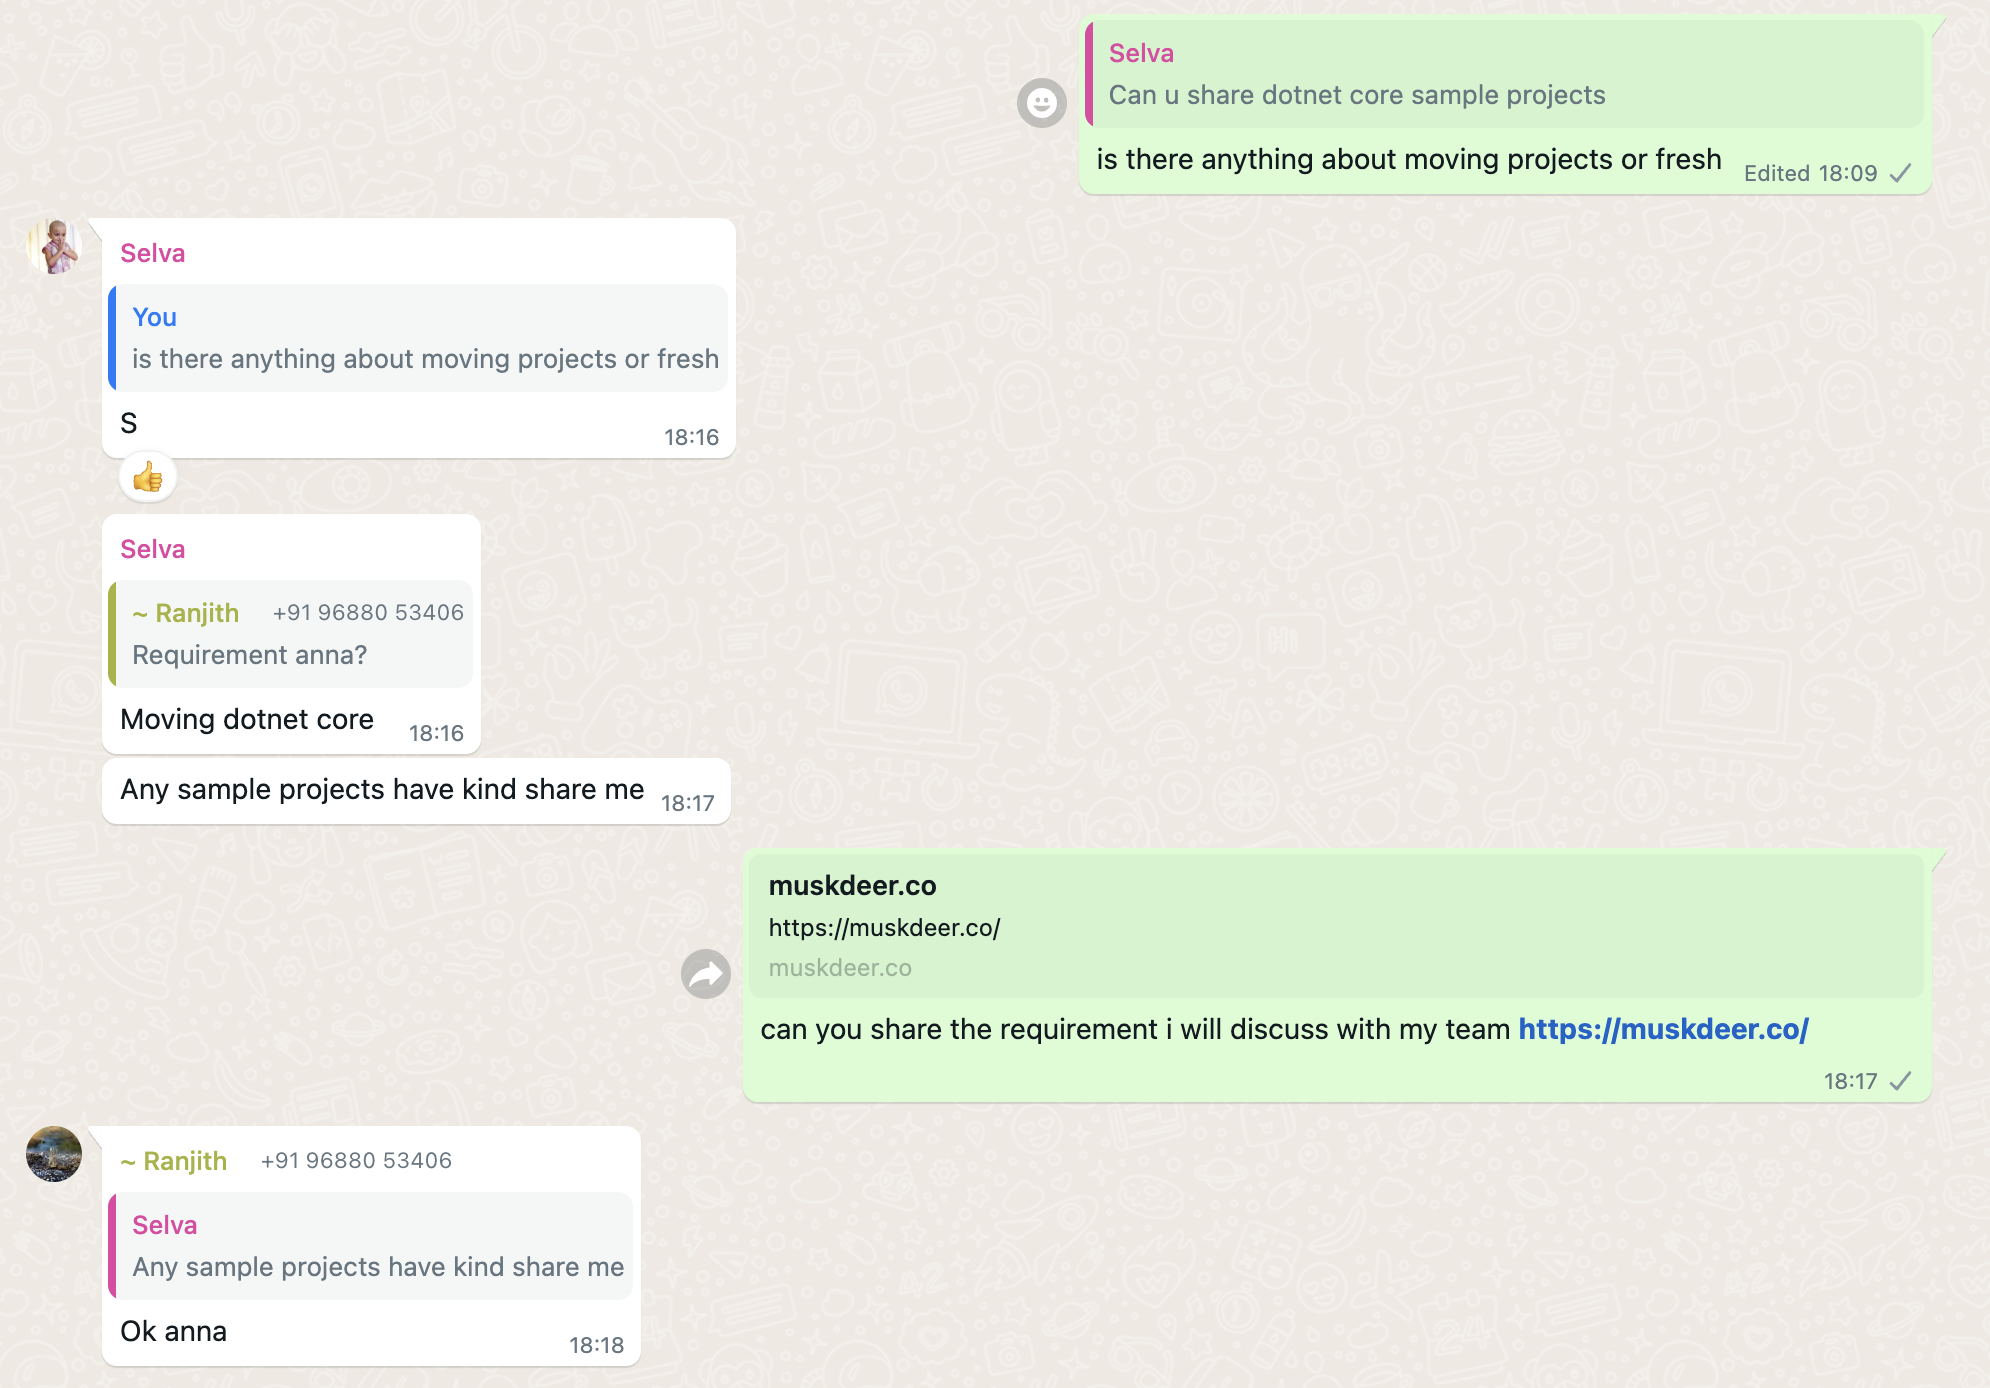 Selva
Can u share dotnet core sample projects
is there anything about moving projects or fresh
Edited 18:09
Selva
You
is there anything about moving projects or fresh
S
18:16
Selva
~ Ranjith +91 96880 53406
Requirement anna?
Moving dotnet core
18:16
Any sample projects have kind share me
18:17
muskdeer.co
https://muskdeer.co/
muskdeer.co
can you share the requirement i will discuss with my team https://muskdeer.co/
18:17
~ Ranjith +91 96880 53406
Selva
Any sample projects have kind share me
Ok anna
18:18